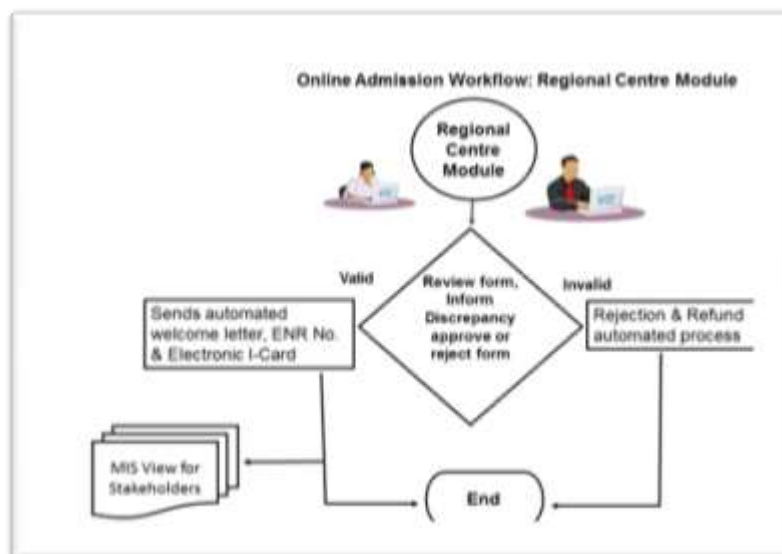 Online Admission Workflow: Regional Centre Module
Regional
Centre
Module
Valid
Review form,
Inform
Discrepancy
approve or
reject form
Invalid
Sends automated
welcome letter, ENR No.
& Electronic I-Card
Rejection & Refund
automated process
MIS View for
Stakeholders
End